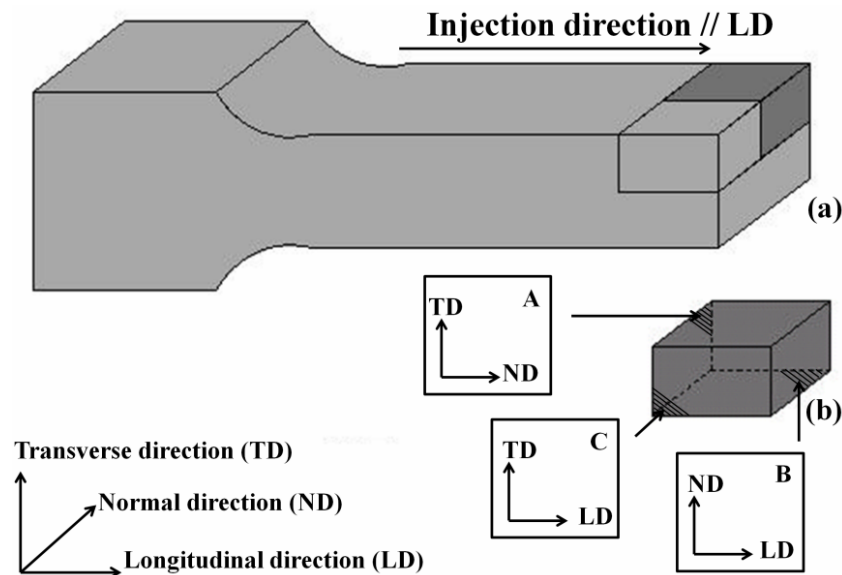 Injection direction // LD
(a)
A
TD
ND
(b)
C
TD
LD
B
ND
LD
Transverse direction (TD)
Normal direction (ND)
Longitudinal direction (LD)